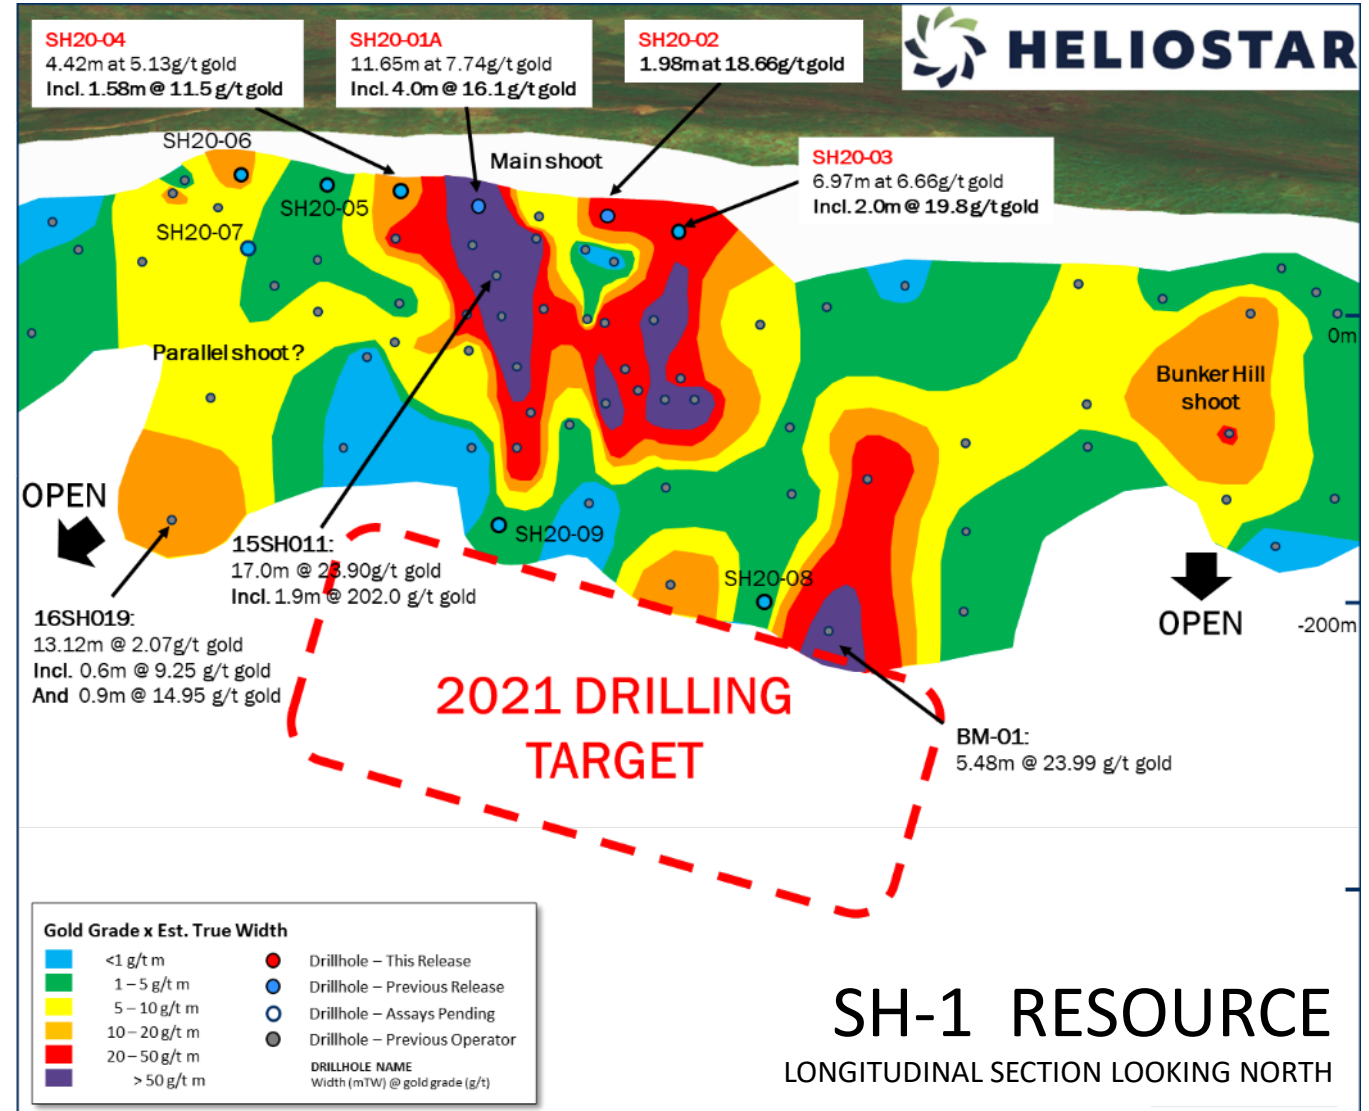 SH20-04
4.42m at 5.13g/t gold
Incl. 1.58m @ 11.5 g/t gold
SH20-01A
11.65m at 7.74g/t gold
Incl. 4.0m @ 16.1g/t gold
SH20-02
1.98m at 18.66g/t gold
HELIOSTAR
SH20-03
6.97m at 6.66g/t gold
Incl. 2.0m @ 19.8g/t gold
SH20-06
Main shoot
SH20-05
SH20-07
0m
Parallel shoot ?
Bunker Hill
shoot
OPEN
SH20-09
15SH011:
17.0m @ 23.90g/t gold
Incl. 1.9m @ 202.0 g/t gold
SH20-08
OPEN
-200m
16SH019:
13.12m @ 2.07g/t gold
Incl. 0.6m @ 9.25 g/t gold
And 0.9m @ 14.95 g/t gold
2021 DRILLING
TARGET
BM-01:
5.48m @ 23.99 g/t gold
Gold Grade x Est. True Width
<1 g/t m
1 – 5 g/t m
5 – 10 g/t m
10 – 20 g/t m
20 – 50 g/t m
> 50 g/t m
Drillhole – This Release
Drillhole – Previous Release
Drillhole – Assays Pending
Drillhole – Previous Operator
DRILLHOLE NAME
Width (mTW) @ gold grade (g/t)
SH-1 RESOURCE
LONGITUDINAL SECTION LOOKING NORTH